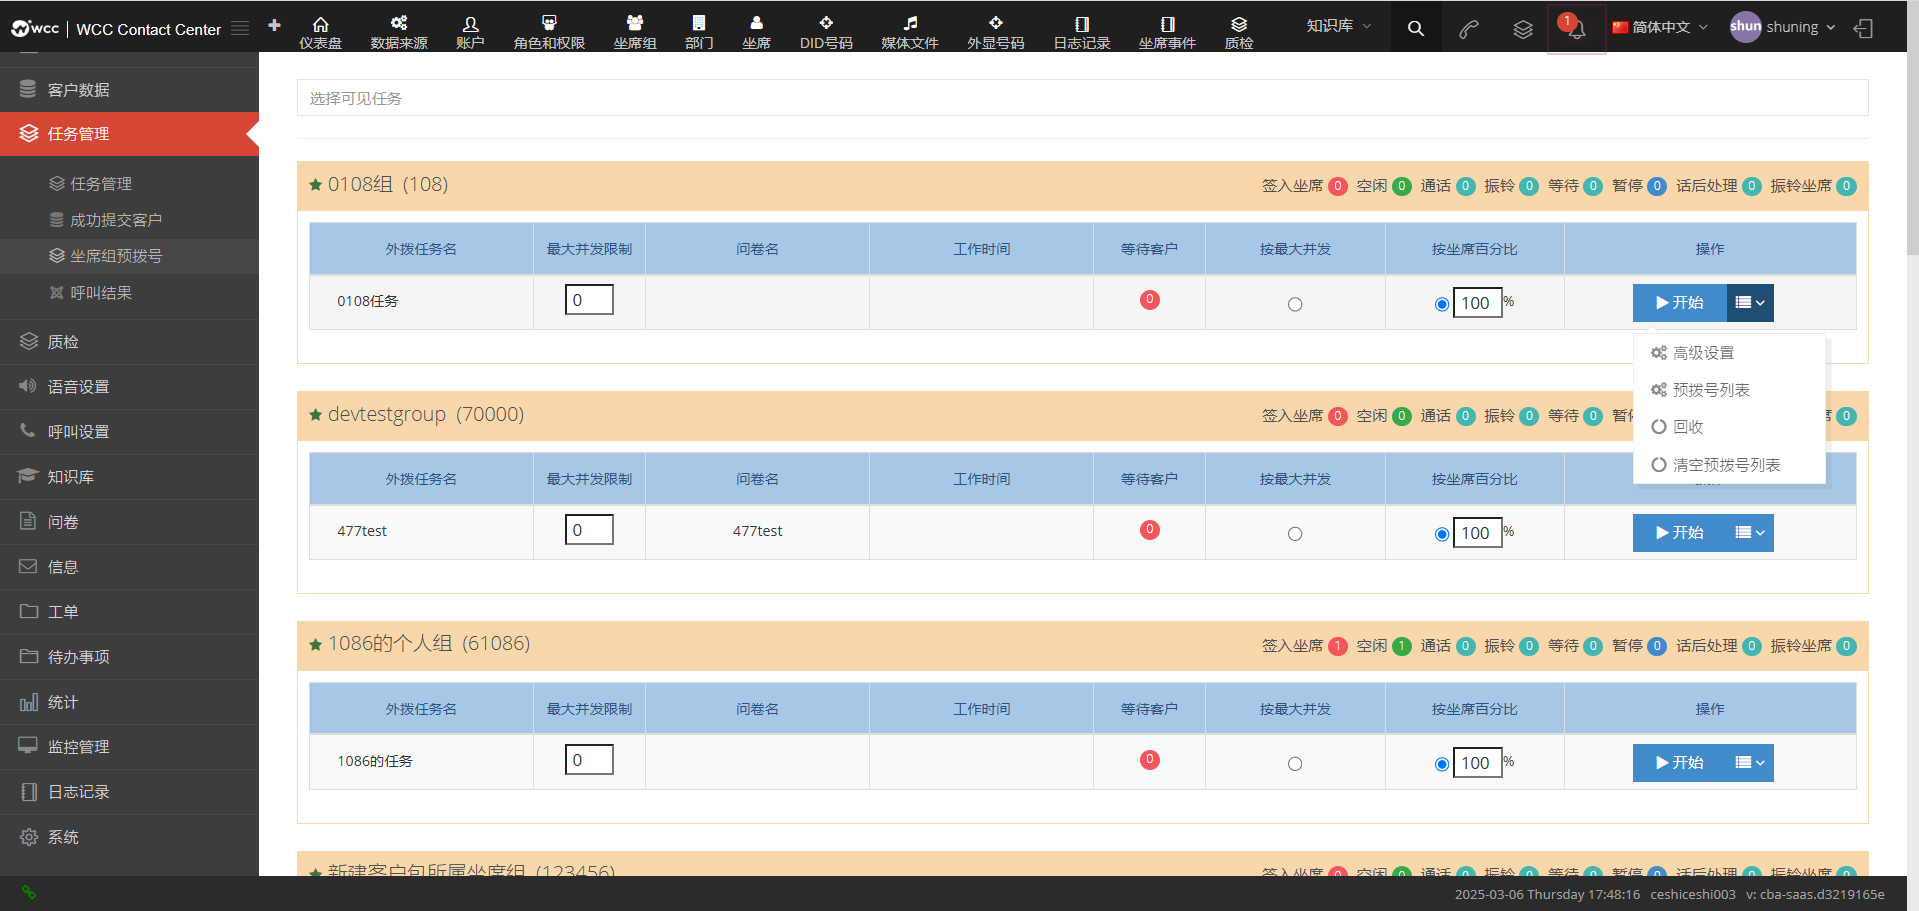 wcc | WCC Contact Center
仪表盘 数据来源 账户 角色和权限 坐席组 部门 坐席 DID号码 媒体文件 外显号码 日志记录 坐席事件 质检 知识库 1 简体中文 shun shuning
客户数据
任务管理
任务管理
成功提交客户
坐席组预拨号
呼叫结果
质检
语音设置
呼叫设置
知识库
问卷
信息
工单
待办事项
统计
监控管理
日志记录
系统
选择可见任务
0108组 (108) 签入坐席 0 空闲 0 通话 0 振铃 0 等待 0 暂停 0 话后处理 0 振铃坐席 0
外拨任务名 最大并发限制 问卷名 工作时间 等待客户 按最大并发 按坐席百分比 操作
0108任务 0 0 100 % 开始
高级设置
预拨号列表
回收
清空预拨号列表
devtestgroup (70000) 签入坐席 0 空闲 0 通话 0 振铃 0 等待 0 暂停 席 0
外拨任务名 最大并发限制 问卷名 工作时间 等待客户 按最大并发 按坐席百分比
477test 0 477test 0 100 % 开始
1086的个人组 (61086) 签入坐席 1 空闲 1 通话 0 振铃 0 等待 0 暂停 0 话后处理 0 振铃坐席 0
外拨任务名 最大并发限制 问卷名 工作时间 等待客户 按最大并发 按坐席百分比 操作
1086的任务 0 0 100 % 开始
新建客户包所属坐席组 (123456) 签入坐席 0 空闲 0 通话 0 振铃 0 等待 0 暂停 0 话后处理 0 振铃坐席 0
2025-03-06 Thursday 17:48:16 ceshiceshi003 v: cba-saas.d3219165e